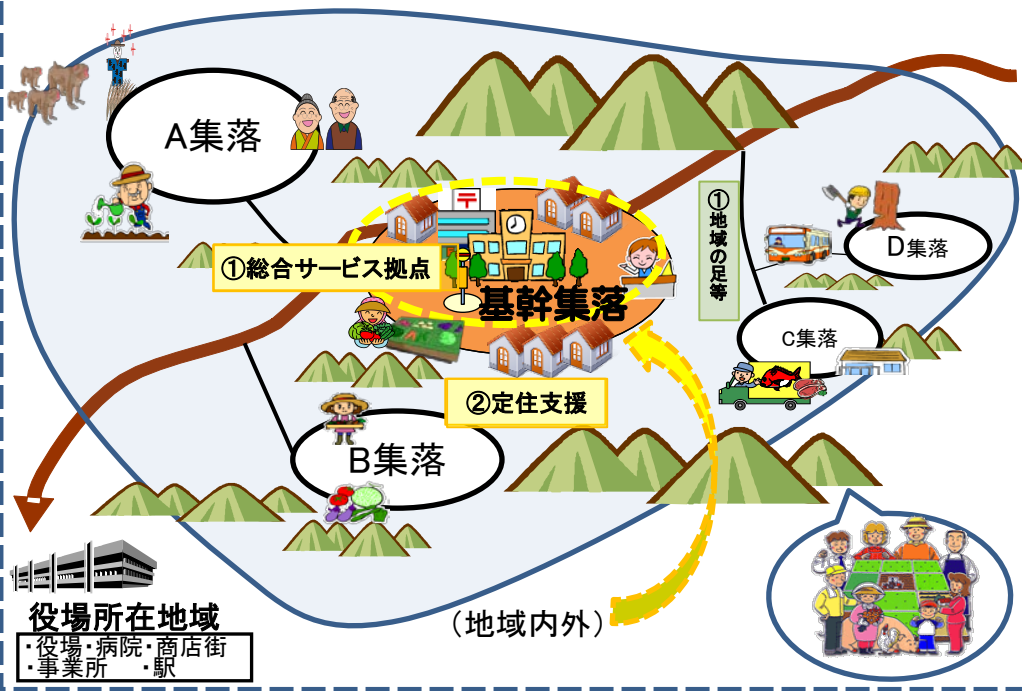 A集落
〒
①総合サービス拠点
基幹集落
①地域の足等
D集落
C集落
②定住支援
B集落
(地域内外)
役場所在地域
・役場・病院・商店街
・事業所 ・駅